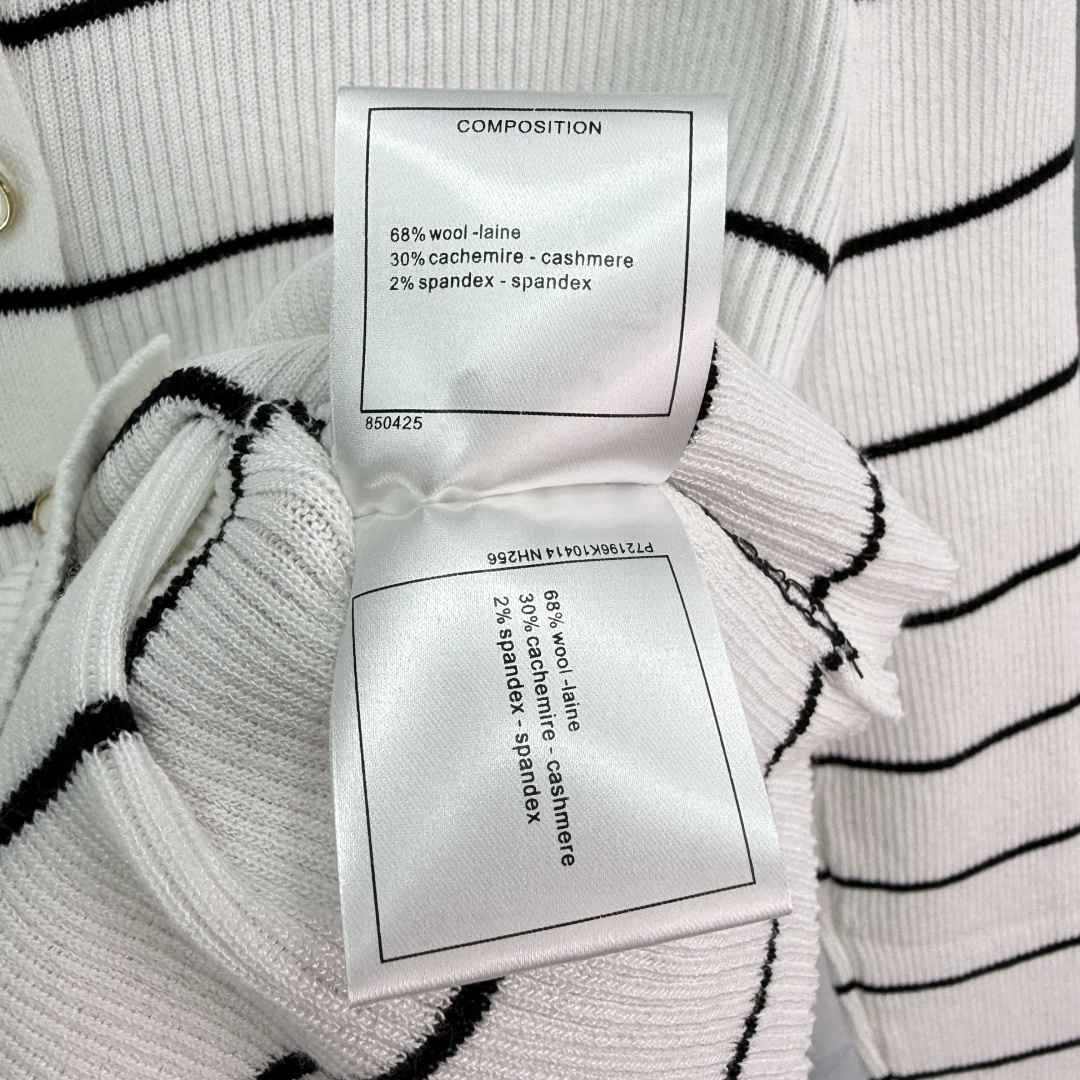 COMPOSITION
68% wool -laine
30% cachemire - cashmere
2% spandex - spandex
850425
P72196K10414 NH256
68% wool -laine
30% cachemire - cashmere
2% spandex - spandex